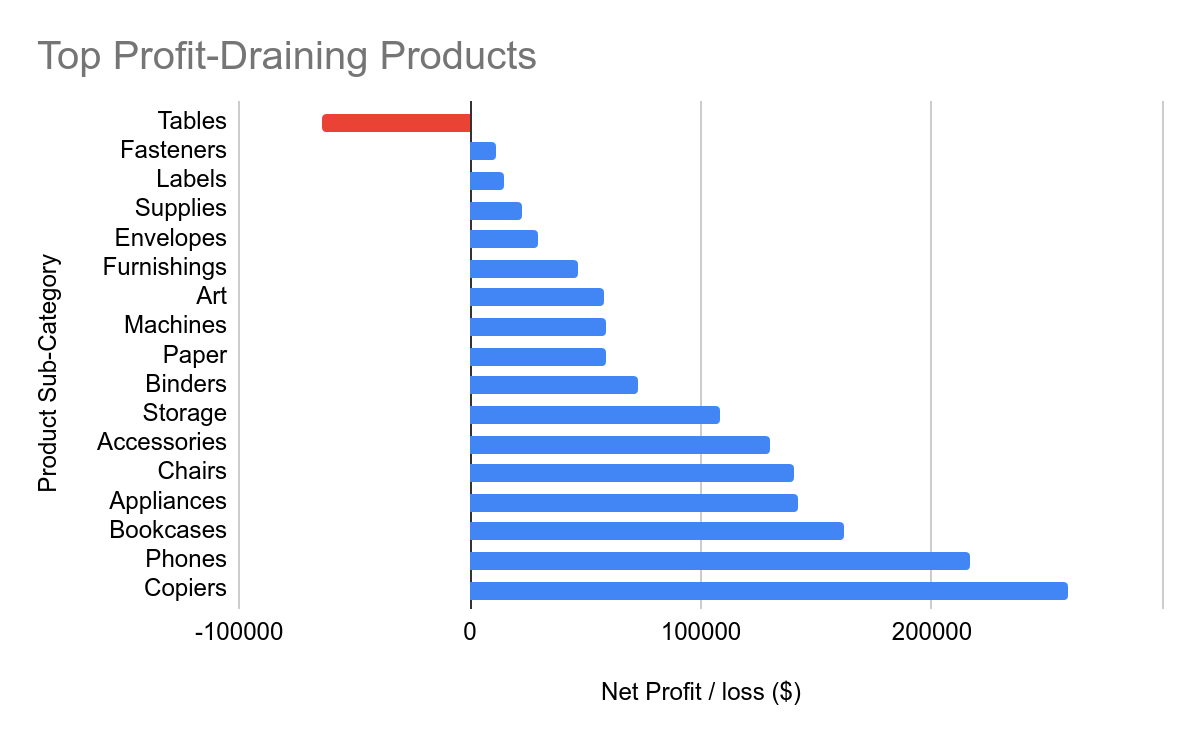 Top Profit-Draining Products
Product Sub-Category
Tables
Fasteners
Labels
Supplies
Envelopes
Furnishings
Art
Machines
Paper
Binders
Storage
Accessories
Chairs
Appliances
Bookcases
Phones
Copiers
-100000 0 100000 200000
Net Profit / loss ($)